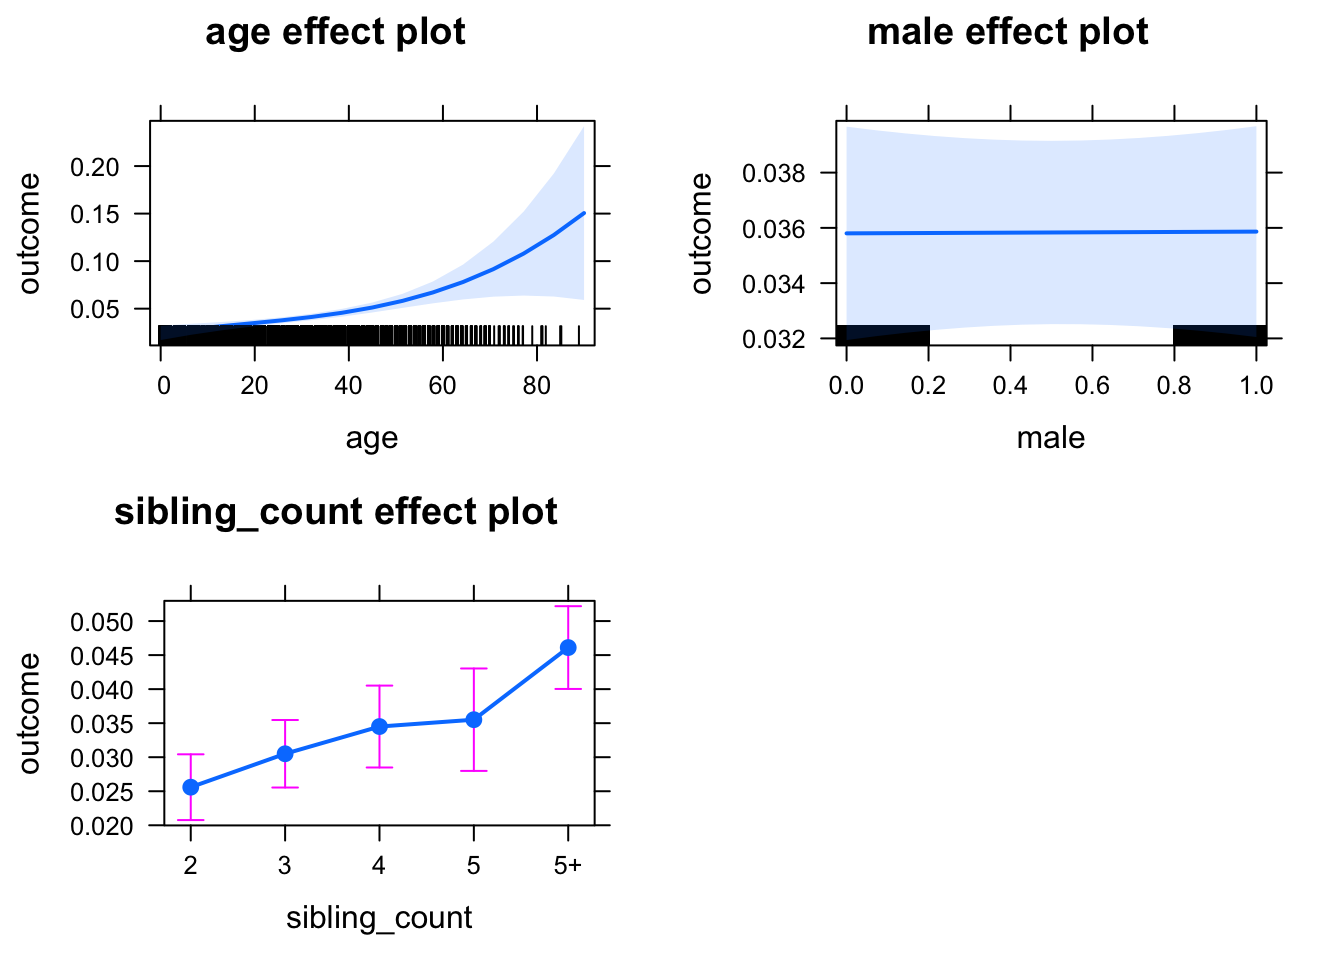 age effect plot
outcome
0.20
0.15
0.10
0.05
0 20 40 60 80
age
male effect plot
outcome
0.038
0.036
0.034
0.032
0.0 0.2 0.4 0.6 0.8 1.0
male
sibling_count effect plot
outcome
0.050
0.045
0.040
0.035
0.030
0.025
0.020
2 3 4 5 5+
sibling_count